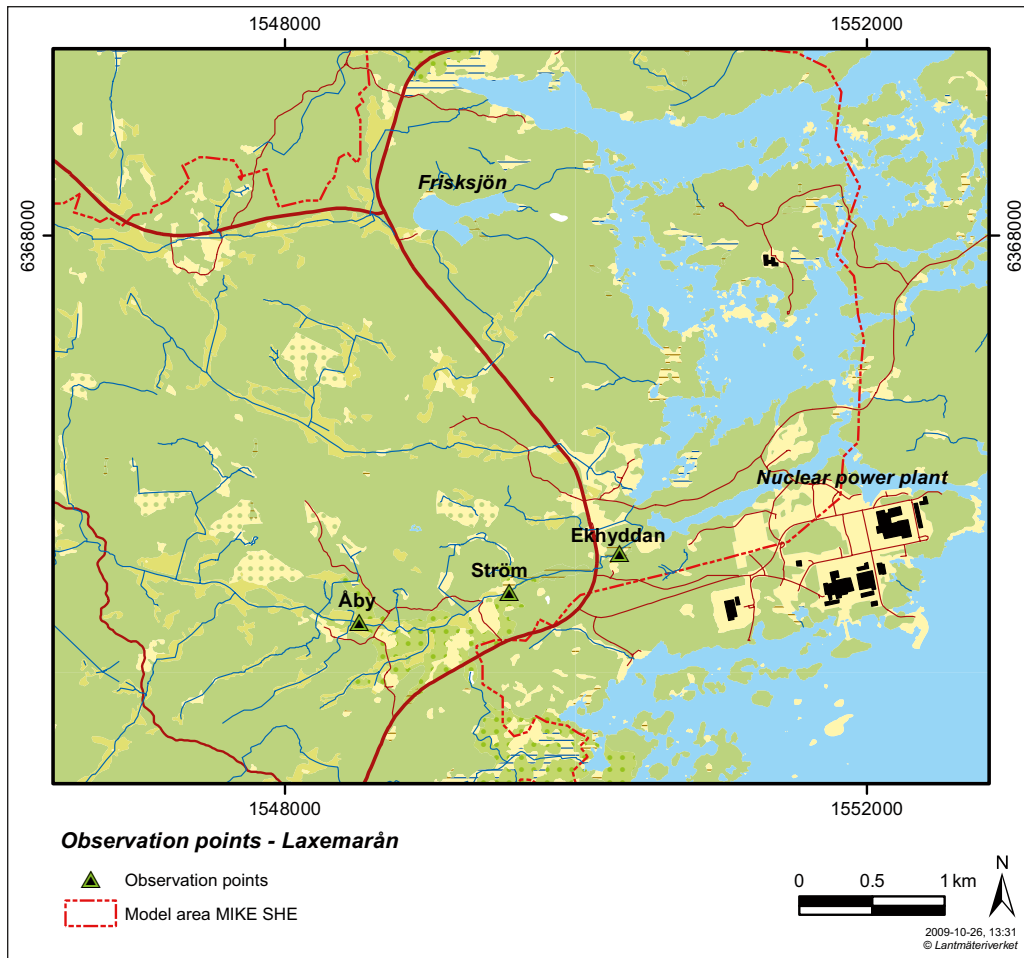 1548000 1552000
Frisksjön
6368000 6368000
Nuclear power plant
Ekhyddan
Ström
Åby
1548000 1552000
Observation points - Laxemarån
Observation points
Model area MIKE SHE
0 0.5 1 km
N
2009-10-26, 13:31
© Lantmäteriverket